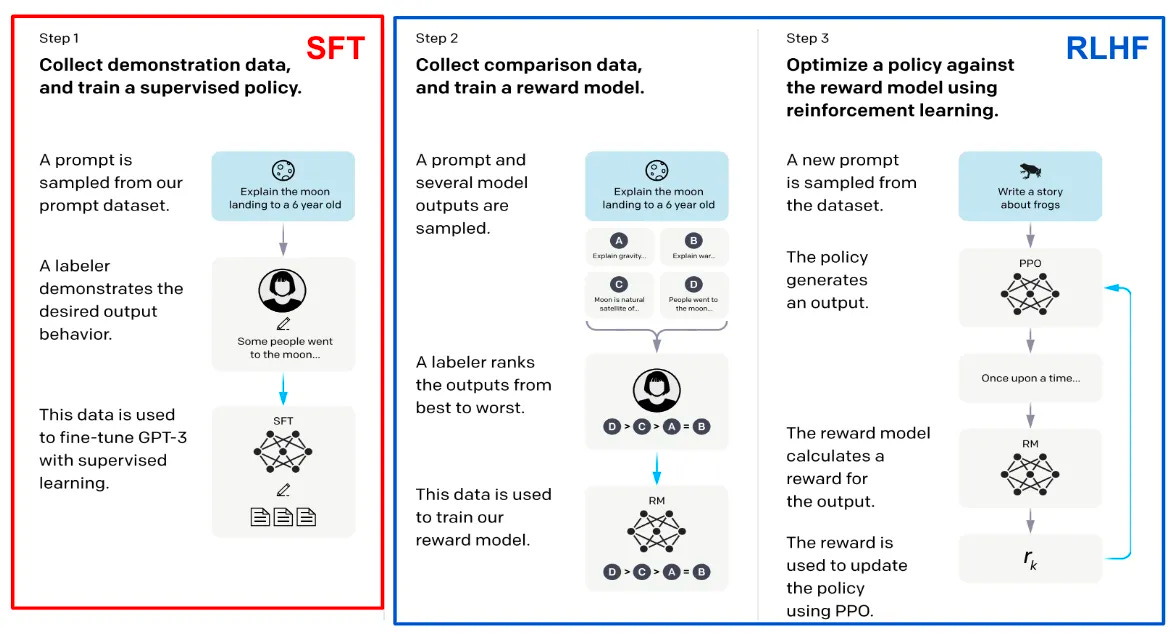 Step 1
SFT
Collect demonstration data,
and train a supervised policy.
A prompt is
sampled from our
prompt dataset.
Explain the moon
landing to a 6 year old
A labeler
demonstrates the
desired output
behavior.
Some people went
to the moon...
This data is used
to fine-tune GPT-3
with supervised
learning.
SFT
Step 2
Collect comparison data,
and train a reward model.
A prompt and
several model
outputs are
sampled.
Explain the moon
landing to a 6 year old
A
Explain gravity...
B
Explain war...
C
Moon is natural
satellite of...
D
People went to
the moon...
A labeler ranks
the outputs from
best to worst.
D > C > A = B
This data is used
to train our
reward model.
RM
D > C > A = B
Step 3
RLHF
Optimize a policy against
the reward model using
reinforcement learning.
A new prompt
is sampled from
the dataset.
Write a story
about frogs
The policy
generates
an output.
PPO
Once upon a time...
The reward model
calculates a
reward for
the output.
RM
The reward is
used to update
the policy
using PPO.
rk